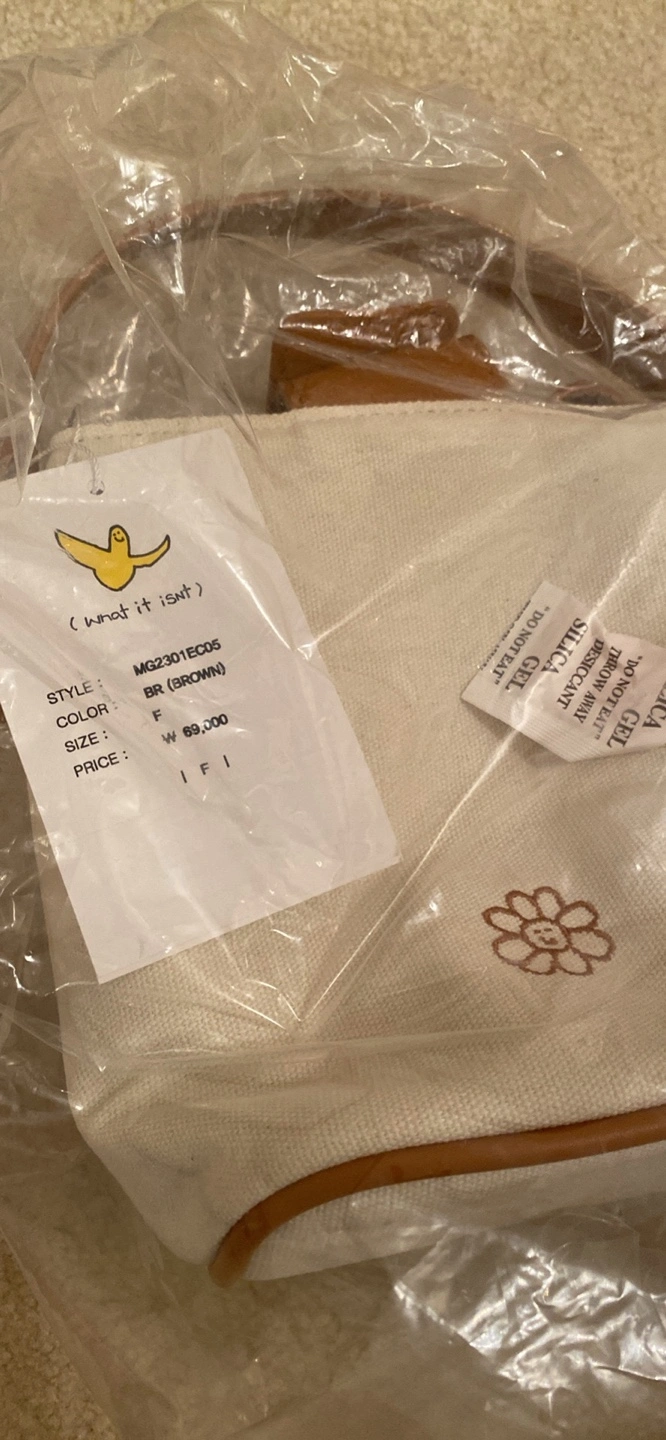 (what it isnt)
STYLE : MG2301EC05
COLOR : BR (BROWN)
SIZE : F
PRICE : ₩ 69,000
| F |
"DO NOT EAT"
SILICA
GEL
THROW AWAY
DESICCANT
"DO NOT EAT"
GEL